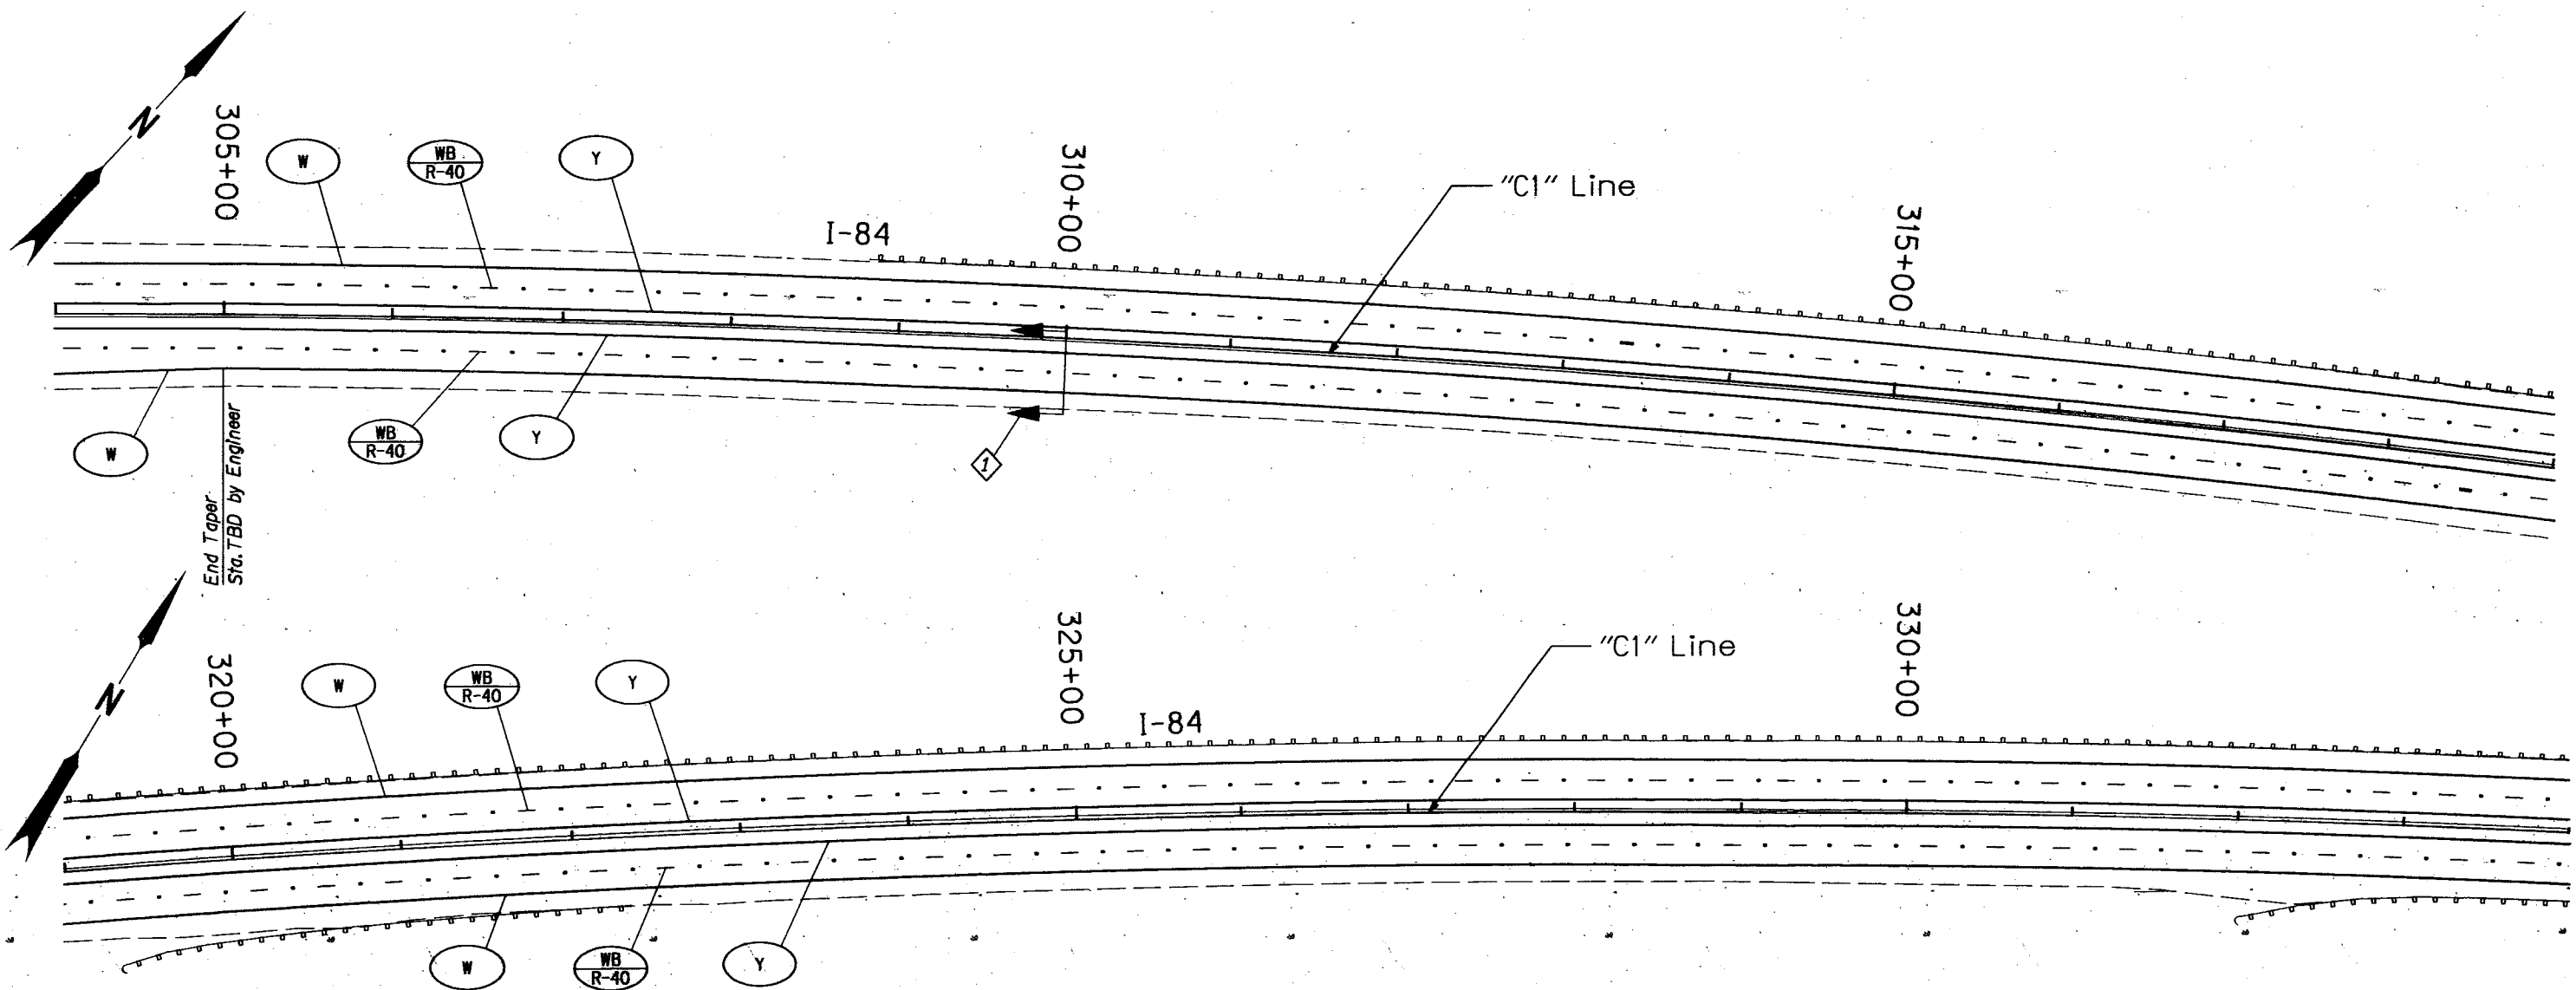 N
305+00
W
WB
R-40
Y
310+00
"C1" Line
315+00
I-84
W
WB
R-40
Y
1
End Taper
Sta. TBD by Engineer
N
320+00
W
WB
R-40
Y
325+00
I-84
"C1" Line
330+00
W
WB
R-40
Y